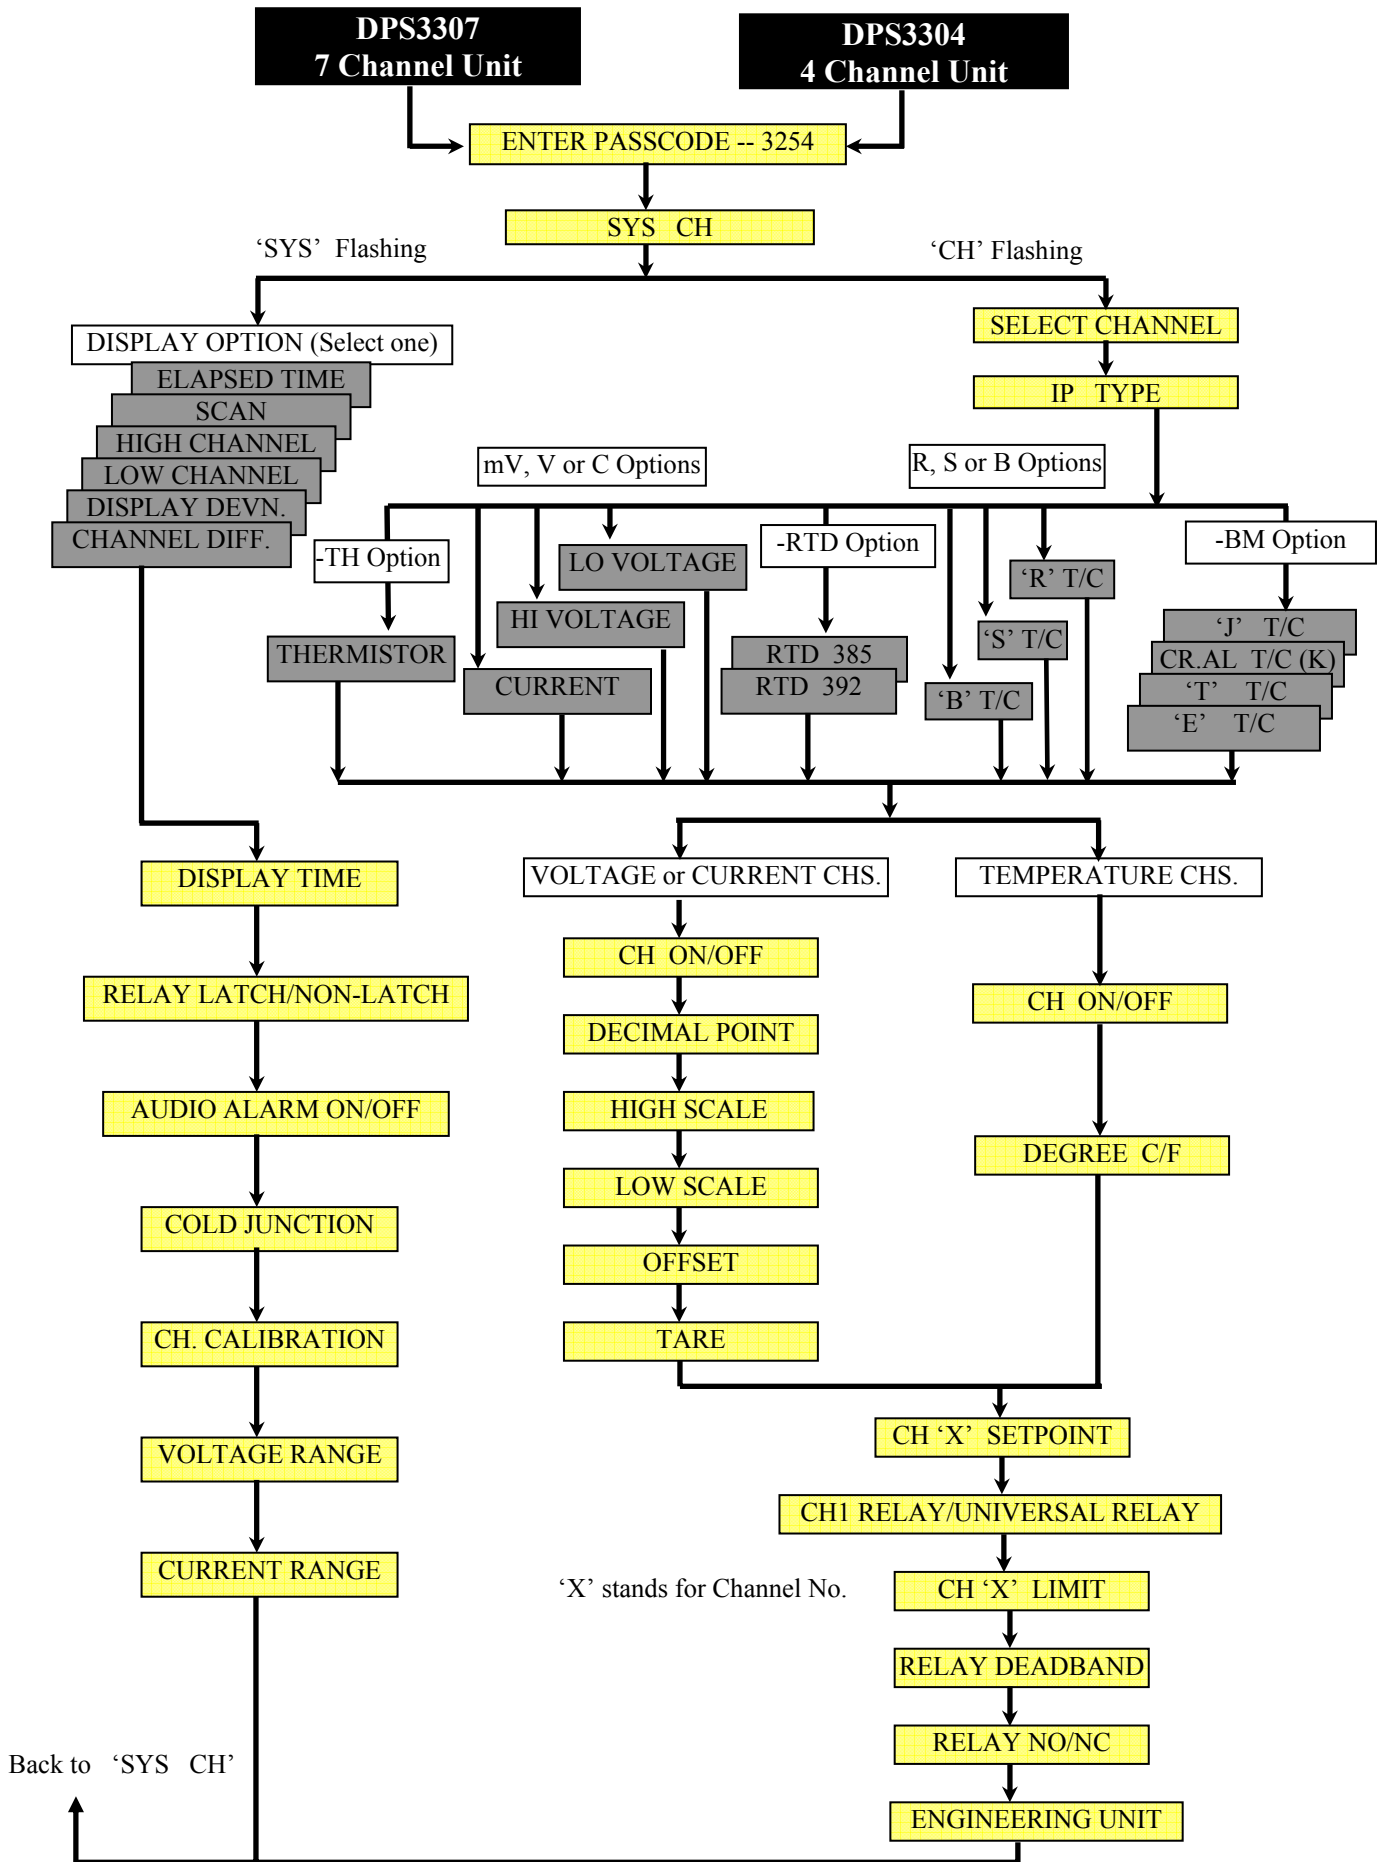 DPS3307
7 Channel Unit
DPS3304
4 Channel Unit
ENTER PASSCODE -- 3254
SYS CH
‘SYS’ Flashing
‘CH’ Flashing
DISPLAY OPTION (Select one)
ELAPSED TIME
SCAN
HIGH CHANNEL
LOW CHANNEL
DISPLAY DEVN.
CHANNEL DIFF.
SELECT CHANNEL
IP TYPE
mV, V or C Options
R, S or B Options
-TH Option
LO VOLTAGE
-RTD Option
‘R’ T/C
-BM Option
THERMISTOR
HI VOLTAGE
CURRENT
RTD 385
RTD 392
‘S’ T/C
‘B’ T/C
‘J’ T/C
CR.AL T/C (K)
‘T’ T/C
‘E’ T/C
DISPLAY TIME
RELAY LATCH/NON-LATCH
AUDIO ALARM ON/OFF
COLD JUNCTION
CH. CALIBRATION
VOLTAGE RANGE
CURRENT RANGE
VOLTAGE or CURRENT CHS.
CH ON/OFF
DECIMAL POINT
HIGH SCALE
LOW SCALE
OFFSET
TARE
TEMPERATURE CHS.
CH ON/OFF
DEGREE C/F
CH ‘X’ SETPOINT
CH1 RELAY/UNIVERSAL RELAY
‘X’ stands for Channel No.
CH ‘X’ LIMIT
RELAY DEADBAND
RELAY NO/NC
ENGINEERING UNIT
Back to ‘SYS CH’